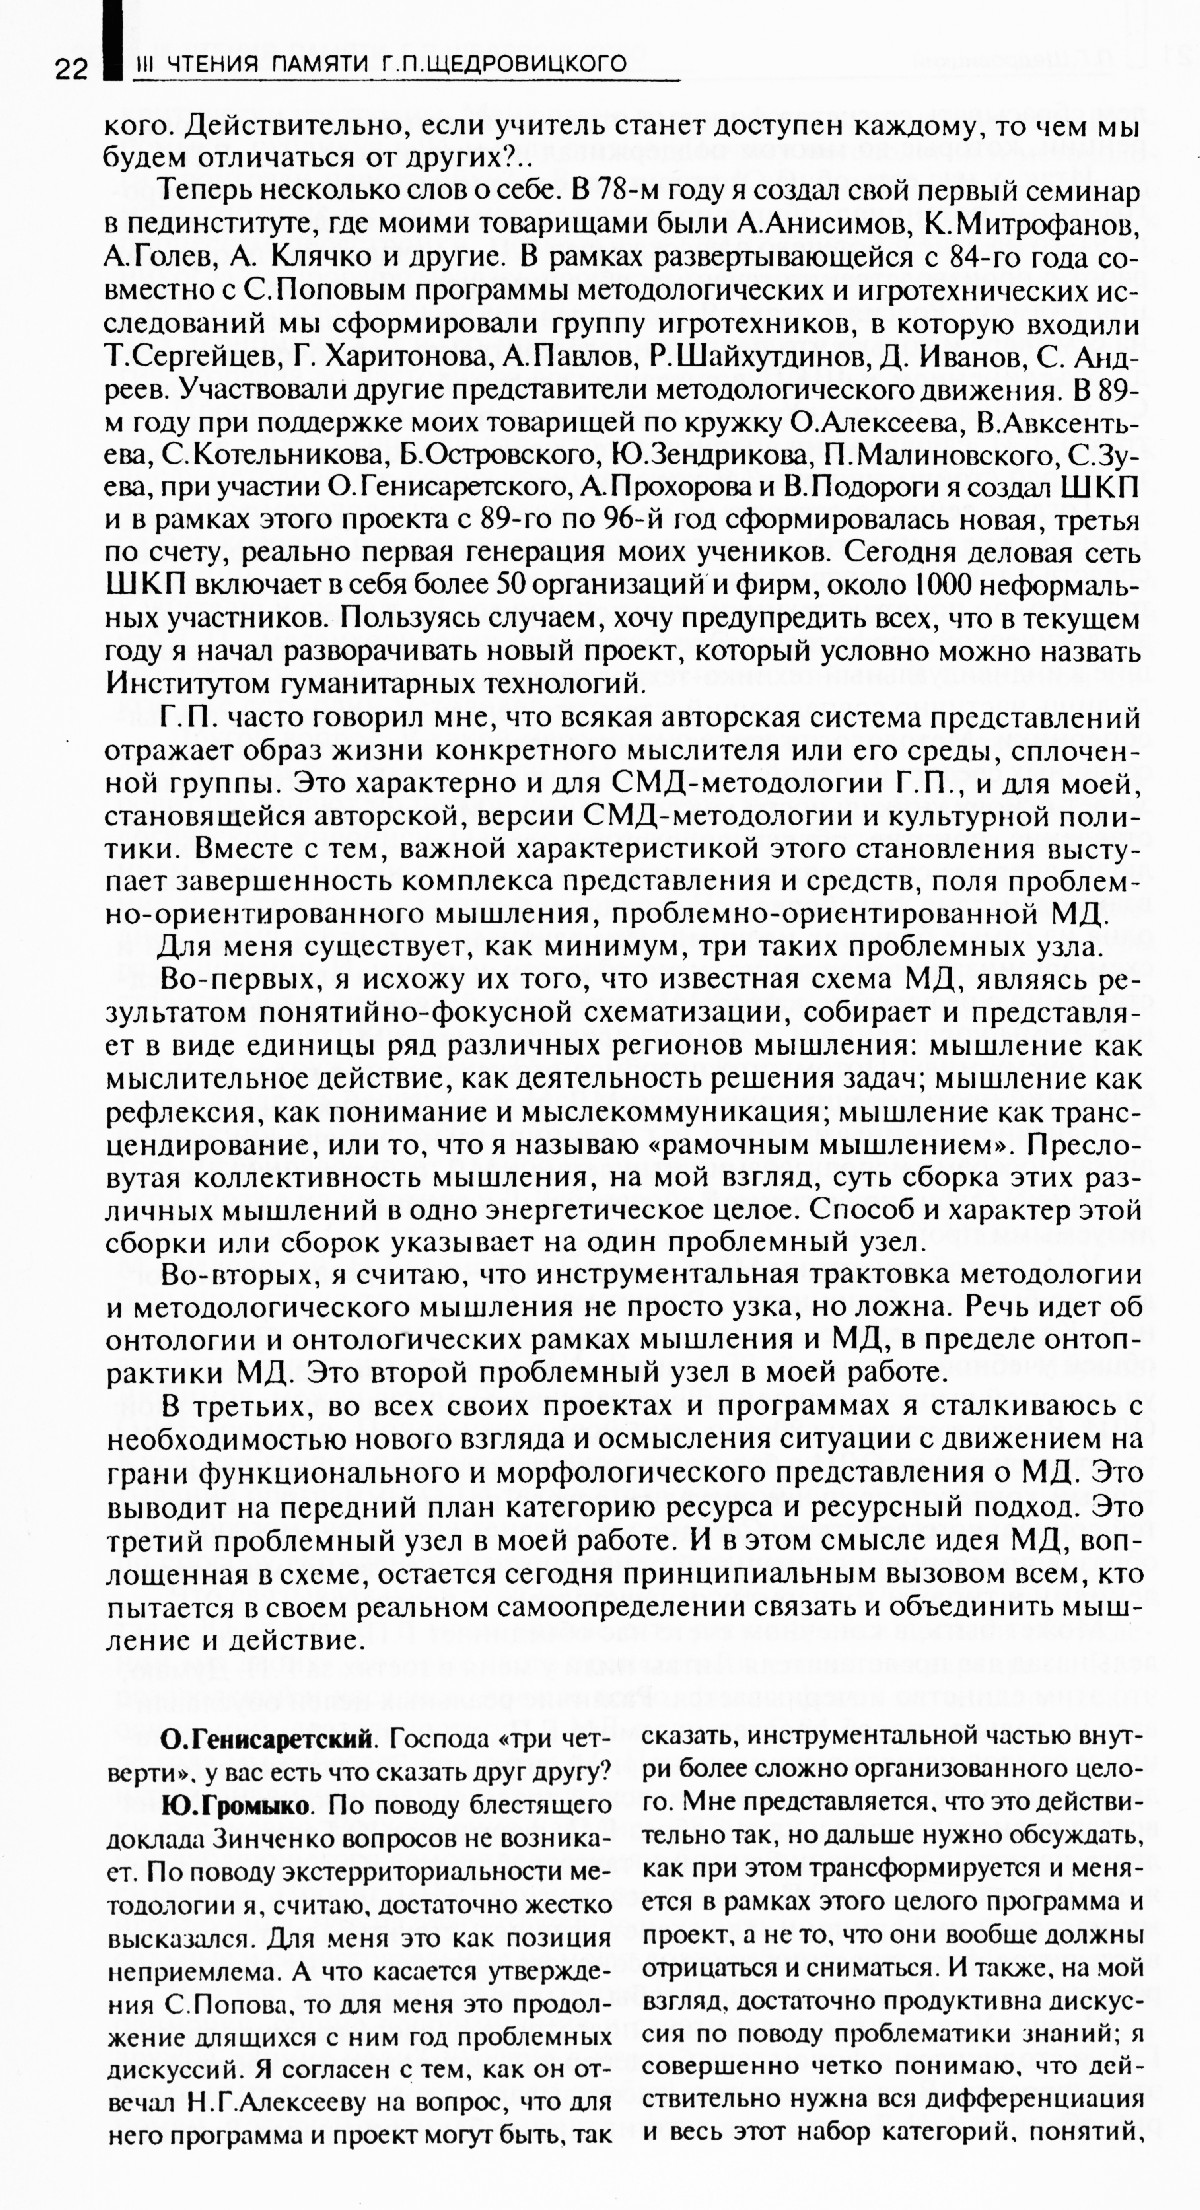 22
III ЧТЕНИЯ ПАМЯТИ Г.П.ЩЕДРОВИЦКОГО
кого. Действительно, если учитель станет доступен каждому, то чем мы
будем отличаться от других?..
Теперь несколько слов о себе. В 78-м году я создал свой первый семинар
в пединституте, где моими товарищами были А.Анисимов, К.Митрофанов,
А.Голев, А. Клячко и другие. В рамках развертывающейся с 84-го года со-
вместно с С.Поповым программы методологических и игротехнических ис-
следований мы сформировали группу игротехников, в которую входили
Т.Сергейцев, Г. Харитонова, А.Павлов, Р.Шайхутдинов, Д. Иванов, С. Анд-
реев. Участвовали другие представители методологического движения. В 89-
м году при поддержке моих товарищей по кружку О.Алексеева, В.Авксенть-
ева, С.Котельникова, Б.Островского, Ю.Зендрикова, П.Малиновского, С.Зу-
ева, при участии О.Генисаретского, А.Прохорова и В.Подороги я создал ШКП
и в рамках этого проекта с 89-го по 96-й год сформировалась новая, третья
по счету, реально первая генерация моих учеников. Сегодня деловая сеть
ШКП включает в себя более 50 организаций и фирм, около 1000 неформаль-
ных участников. Пользуясь случаем, хочу предупредить всех, что в текущем
году я начал разворачивать новый проект, который условно можно назвать
Институтом гуманитарных технологий.
Г.П. часто говорил мне, что всякая авторская система представлений
отражает образ жизни конкретного мыслителя или его среды, сплочен-
ной группы. Это характерно и для СМД-методологии Г.П., и для моей,
становящейся авторской, версии СМД-методологии и культурной поли-
тики. Вместе с тем, важной характеристикой этого становления высту-
пает завершенность комплекса представления и средств, поля проблем-
но-ориентированного мышления, проблемно-ориентированной МД.
Для меня существует, как минимум, три таких проблемных узла.
Во-первых, я исхожу их того, что известная схема МД, являясь ре-
зультатом понятийно-фокусной схематизации, собирает и представля-
ет в виде единицы ряд различных регионов мышления: мышление как
мыслительное действие, как деятельность решения задач; мышление как
рефлексия, как понимание и мыслекоммуникация; мышление как транс-
цендирование, или то, что я называю «рамочным мышлением». Пресло-
вутая коллективность мышления, на мой взгляд, суть сборка этих раз-
личных мышлений в одно энергетическое целое. Способ и характер этой
сборки или сборок указывает на один проблемный узел.
Во-вторых, я считаю, что инструментальная трактовка методологии
и методологического мышления не просто узка, но ложна. Речь идет об
онтологии и онтологических рамках мышления и МД, в пределе онтоп-
рактики МД. Это второй проблемный узел в моей работе.
В третьих, во всех своих проектах и программах я сталкиваюсь с
необходимостью нового взгляда и осмысления ситуации с движением на
грани функционального и морфологического представления о МД. Это
выводит на передний план категорию ресурса и ресурсный подход. Это
третий проблемный узел в моей работе. И в этом смысле идея МД, воп-
лощенная в схеме, остается сегодня принципиальным вызовом всем, кто
пытается в своем реальном самоопределении связать и объединить мыш-
ление и действие.
О.Генисаретский. Господа «три чет-
верти», у вас есть что сказать друг другу?
Ю.Громыко. По поводу блестящего
доклада Зинченко вопросов не возника-
ет. По поводу экстерриториальности ме-
тодологии я, считаю, достаточно жестко
высказался. Для меня это как позиция
неприемлема. А что касается утвержде-
ния С.Попова, то для меня это продол-
жение длящихся с ним год проблемных
дискуссий. Я согласен с тем, как он от-
вечал Н.Г.Алексееву на вопрос, что для
него программа и проект могут быть, так
сказать, инструментальной частью внут-
ри более сложно организованного цело-
го. Мне представляется, что это действи-
тельно так, но дальше нужно обсуждать,
как при этом трансформируется и меня-
ется в рамках этого целого программа и
проект, а не то, что они вообще должны
отрицаться и сниматься. И также, на мой
взгляд, достаточно продуктивна дискус-
сия по поводу проблематики знаний; я
совершенно четко понимаю, что дей-
ствительно нужна вся дифференциация
и весь этот набор категорий, понятий,